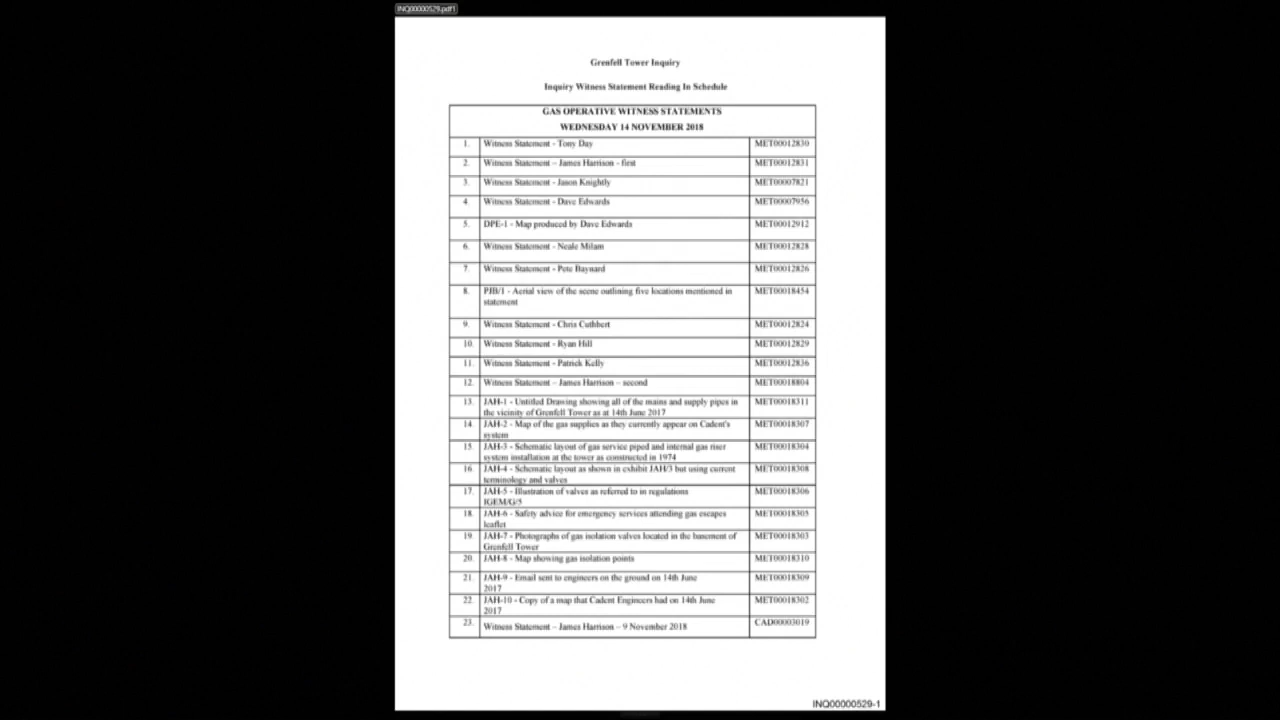 INQ00000529.pdf1
Grenfell Tower Inquiry
Inquiry Witness Statement Reading In Schedule
GAS OPERATIVE WITNESS STATEMENTS
WEDNESDAY 14 NOVEMBER 2018
1. Witness Statement - Tony Day MET00012830
2. Witness Statement – James Harrison - first MET00012831
3. Witness Statement - Jason Knightly MET00007821
4. Witness Statement - Dave Edwards MET00007956
5. DPE-1 - Map produced by Dave Edwards MET00012912
6. Witness Statement - Neale Milam MET00012828
7. Witness Statement - Pete Baynard MET00012826
8. PJB/1 - Aerial view of the scene outlining five locations mentioned in MET00018454
statement
9. Witness Statement - Chris Cuthbert MET00012824
10. Witness Statement - Ryan Hill MET00012829
11. Witness Statement - Patrick Kelly MET00012836
12. Witness Statement – James Harrison – second MET00018804
13. JAH-1 - Untitled Drawing showing all of the mains and supply pipes in MET00018311
the vicinity of Grenfell Tower as at 14th June 2017
14. JAH-2 - Map of the gas supplies as they currently appear on Cadent's MET00018307
system
15. JAH-3 - Schematic layout of gas service piped and internal gas riser MET00018304
system installation at the tower as constructed in 1974
16. JAH-4 - Schematic layout as shown in exhibit JAH/3 but using current MET00018308
terminology and valves
17. JAH-5 - Illustration of valves as referred to in regulations MET00018306
IGEM/G/5
18. JAH-6 - Safety advice for emergency services attending gas escapes MET00018305
leaflet
19. JAH-7 - Photographs of gas isolation valves located in the basement of MET00018303
Grenfell Tower
20. JAH-8 - Map showing gas isolation points MET00018310
21. JAH-9 - Email sent to engineers on the ground on 14th June MET00018309
2017
22. JAH-10 - Copy of a map that Cadent Engineers had on 14th June MET00018302
2017
23. Witness Statement – James Harrison – 9 November 2018 CAD00003019
INQ00000529-1